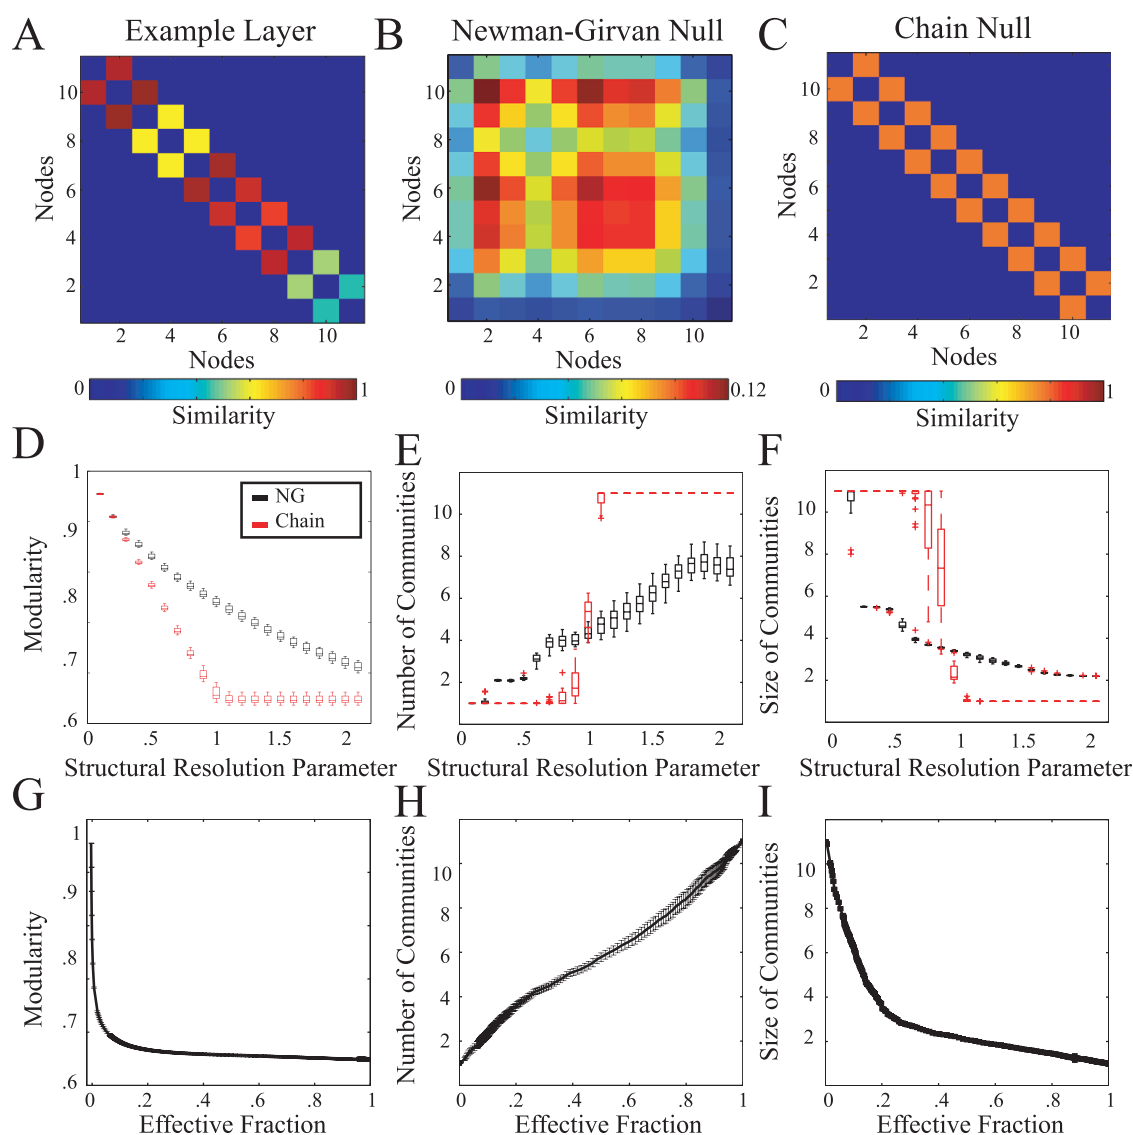 A Example Layer
B Newman-Girvan Null
C Chain Null
Nodes
10
8
6
4
2
2 4 6 8 10
Nodes
0 1
Similarity
Nodes
10
8
6
4
2
2 4 6 8 10
Nodes
0 0.12
Similarity
Nodes
10
8
6
4
2
2 4 6 8 10
Nodes
0 1
Similarity
D
Modularity
1
.9
.8
.7
.6
NG
Chain
0 .5 1 1.5 2
Structural Resolution Parameter
E
Number of Communities
10
8
6
4
2
0 .5 1 1.5 2
Structural Resolution Parameter
F
Size of Communities
10
8
6
4
2
0 .5 1 1.5 2
Structural Resolution Parameter
G
Modularity
1
.9
.8
.7
.6
0 .2 .4 .6 .8 1
Effective Fraction
H
Number of Communities
10
8
6
4
2
0 .2 .4 .6 .8 1
Effective Fraction
I
Size of Communities
10
8
6
4
2
0 0.2 .4 .6 .8 1
Effective Fraction